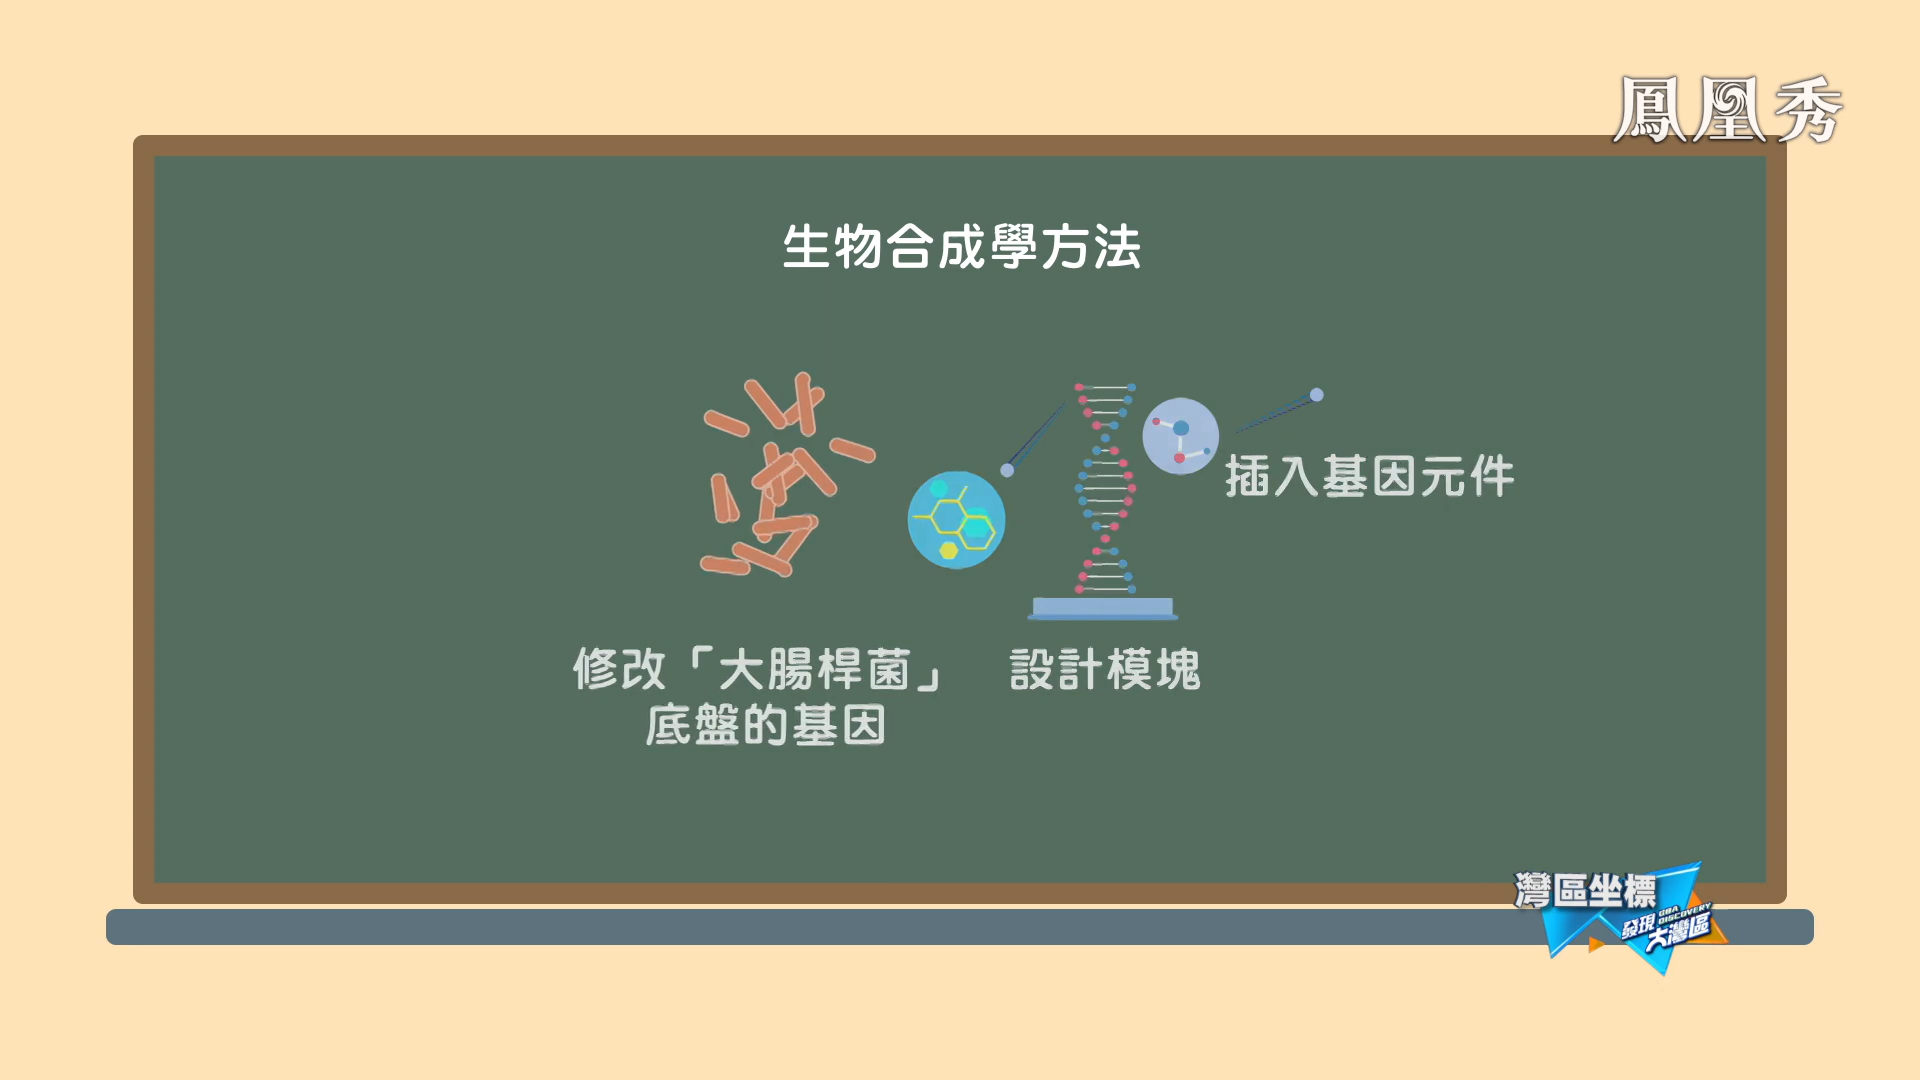 鳳凰秀
生物合成學方法
插入基因元件
修改「大腸桿菌」
底盤的基因
設計模塊
灣區坐標
GBA
DISCOVERY
發現
大灣區